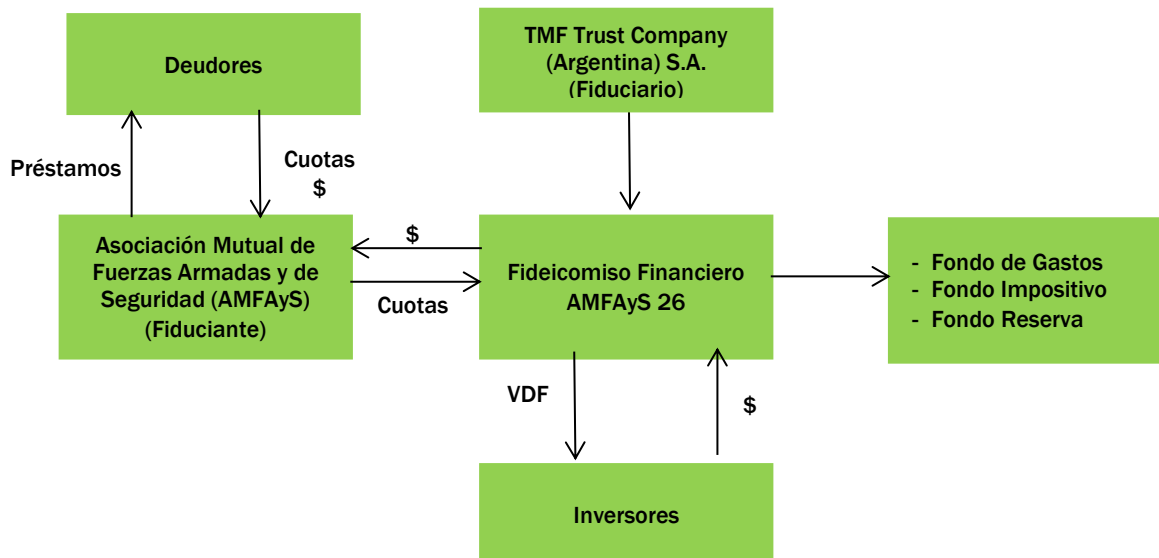 Deudores
TMF Trust Company
(Argentina) S.A.
(Fiduciario)
Préstamos
Cuotas
$
Asociación Mutual de
Fuerzas Armadas y de
Seguridad (AMFAyS)
(Fiduciante)
$
Cuotas
Fideicomiso Financiero
AMFAyS 26
- Fondo de Gastos
- Fondo Impositivo
- Fondo Reserva
VDF
$
Inversores